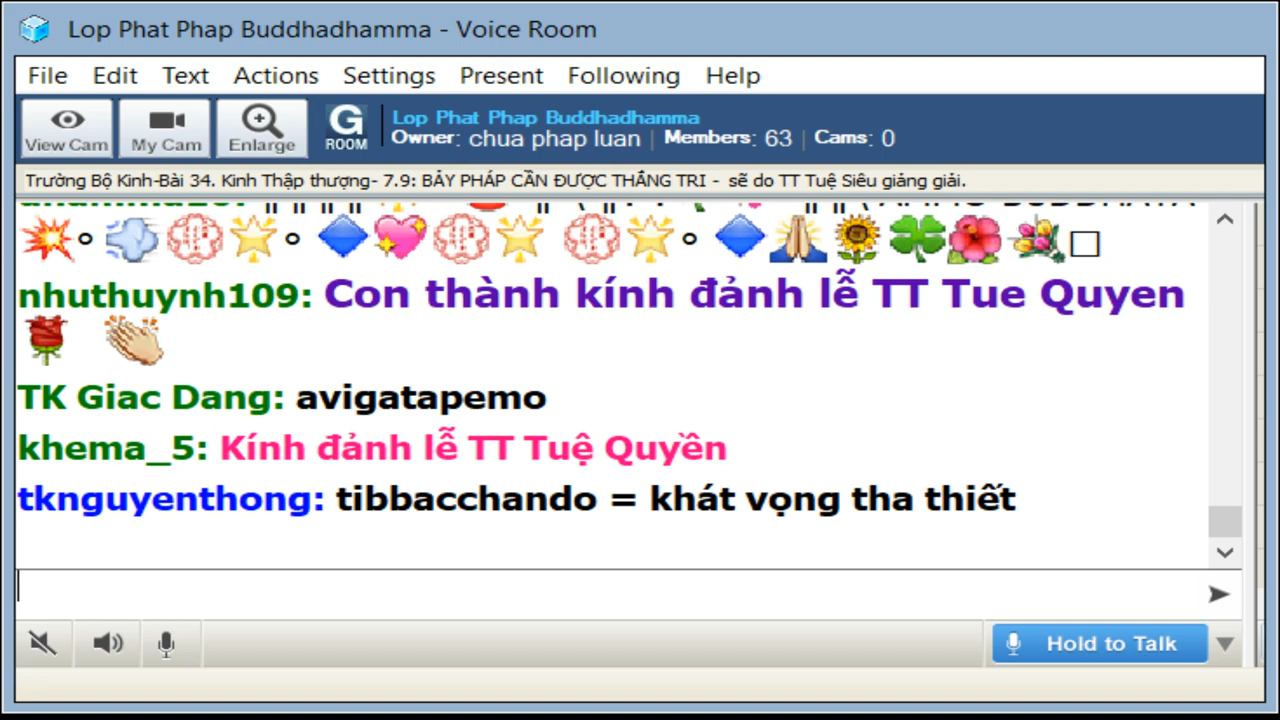 Lop Phat Phap Buddhadhamma - Voice Room
File Edit Text Actions Settings Present Following Help
View Cam My Cam Enlarge G ROOM
Lop Phat Phap Buddhadhamma
Owner: chua phap luan | Members: 63 | Cams: 0
Trường Bộ Kinh-Bài 34. Kinh Thập thượng- 7.9: BẢY PHÁP CẦN ĐƯỢC THẮNG TRI - sẽ do TT Tuệ Siêu giảng giải.
nhuthuynh109: Con thành kính đảnh lễ TT Tue Quyen
TK Giac Dang: avigatapemo
khema_5: Kính đảnh lễ TT Tuệ Quyền
tknguyenthong: tibbacchando = khát vọng tha thiết
Hold to Talk